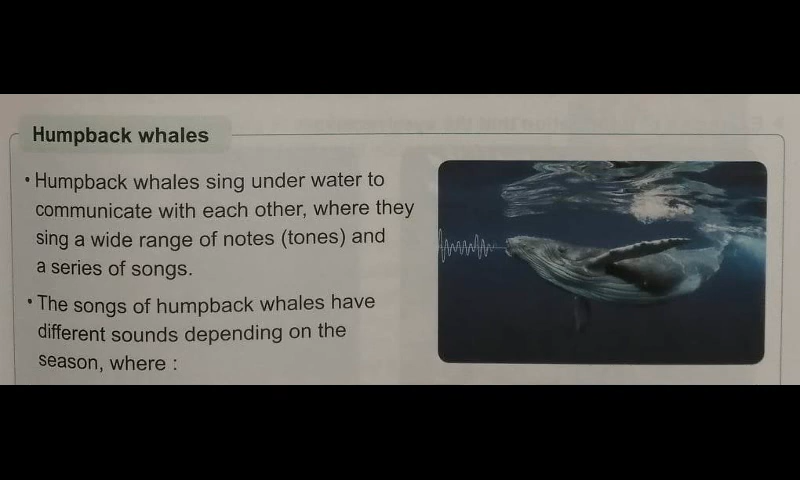 Humpback whales
• Humpback whales sing under water to
communicate with each other, where they
sing a wide range of notes (tones) and
a series of songs.
• The songs of humpback whales have
different sounds depending on the
season, where :